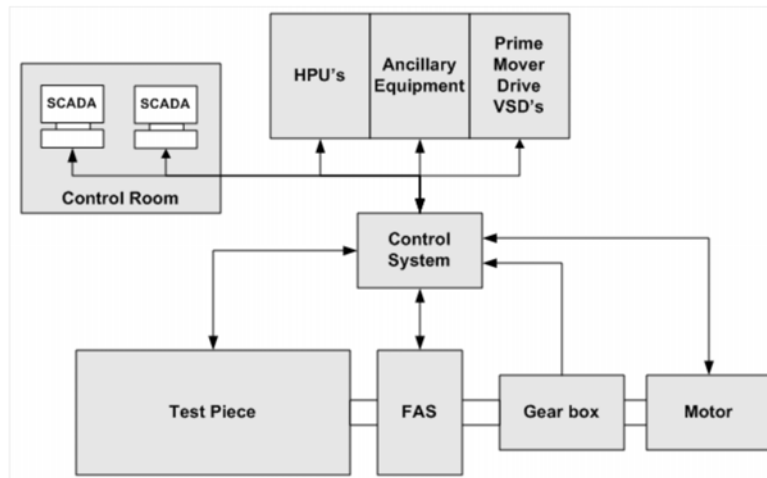 HPU's
Ancillary
Equipment
Prime
Mover
Drive
VSD's
SCADA
SCADA
Control Room
Control
System
Test Piece
FAS
Gear box
Motor